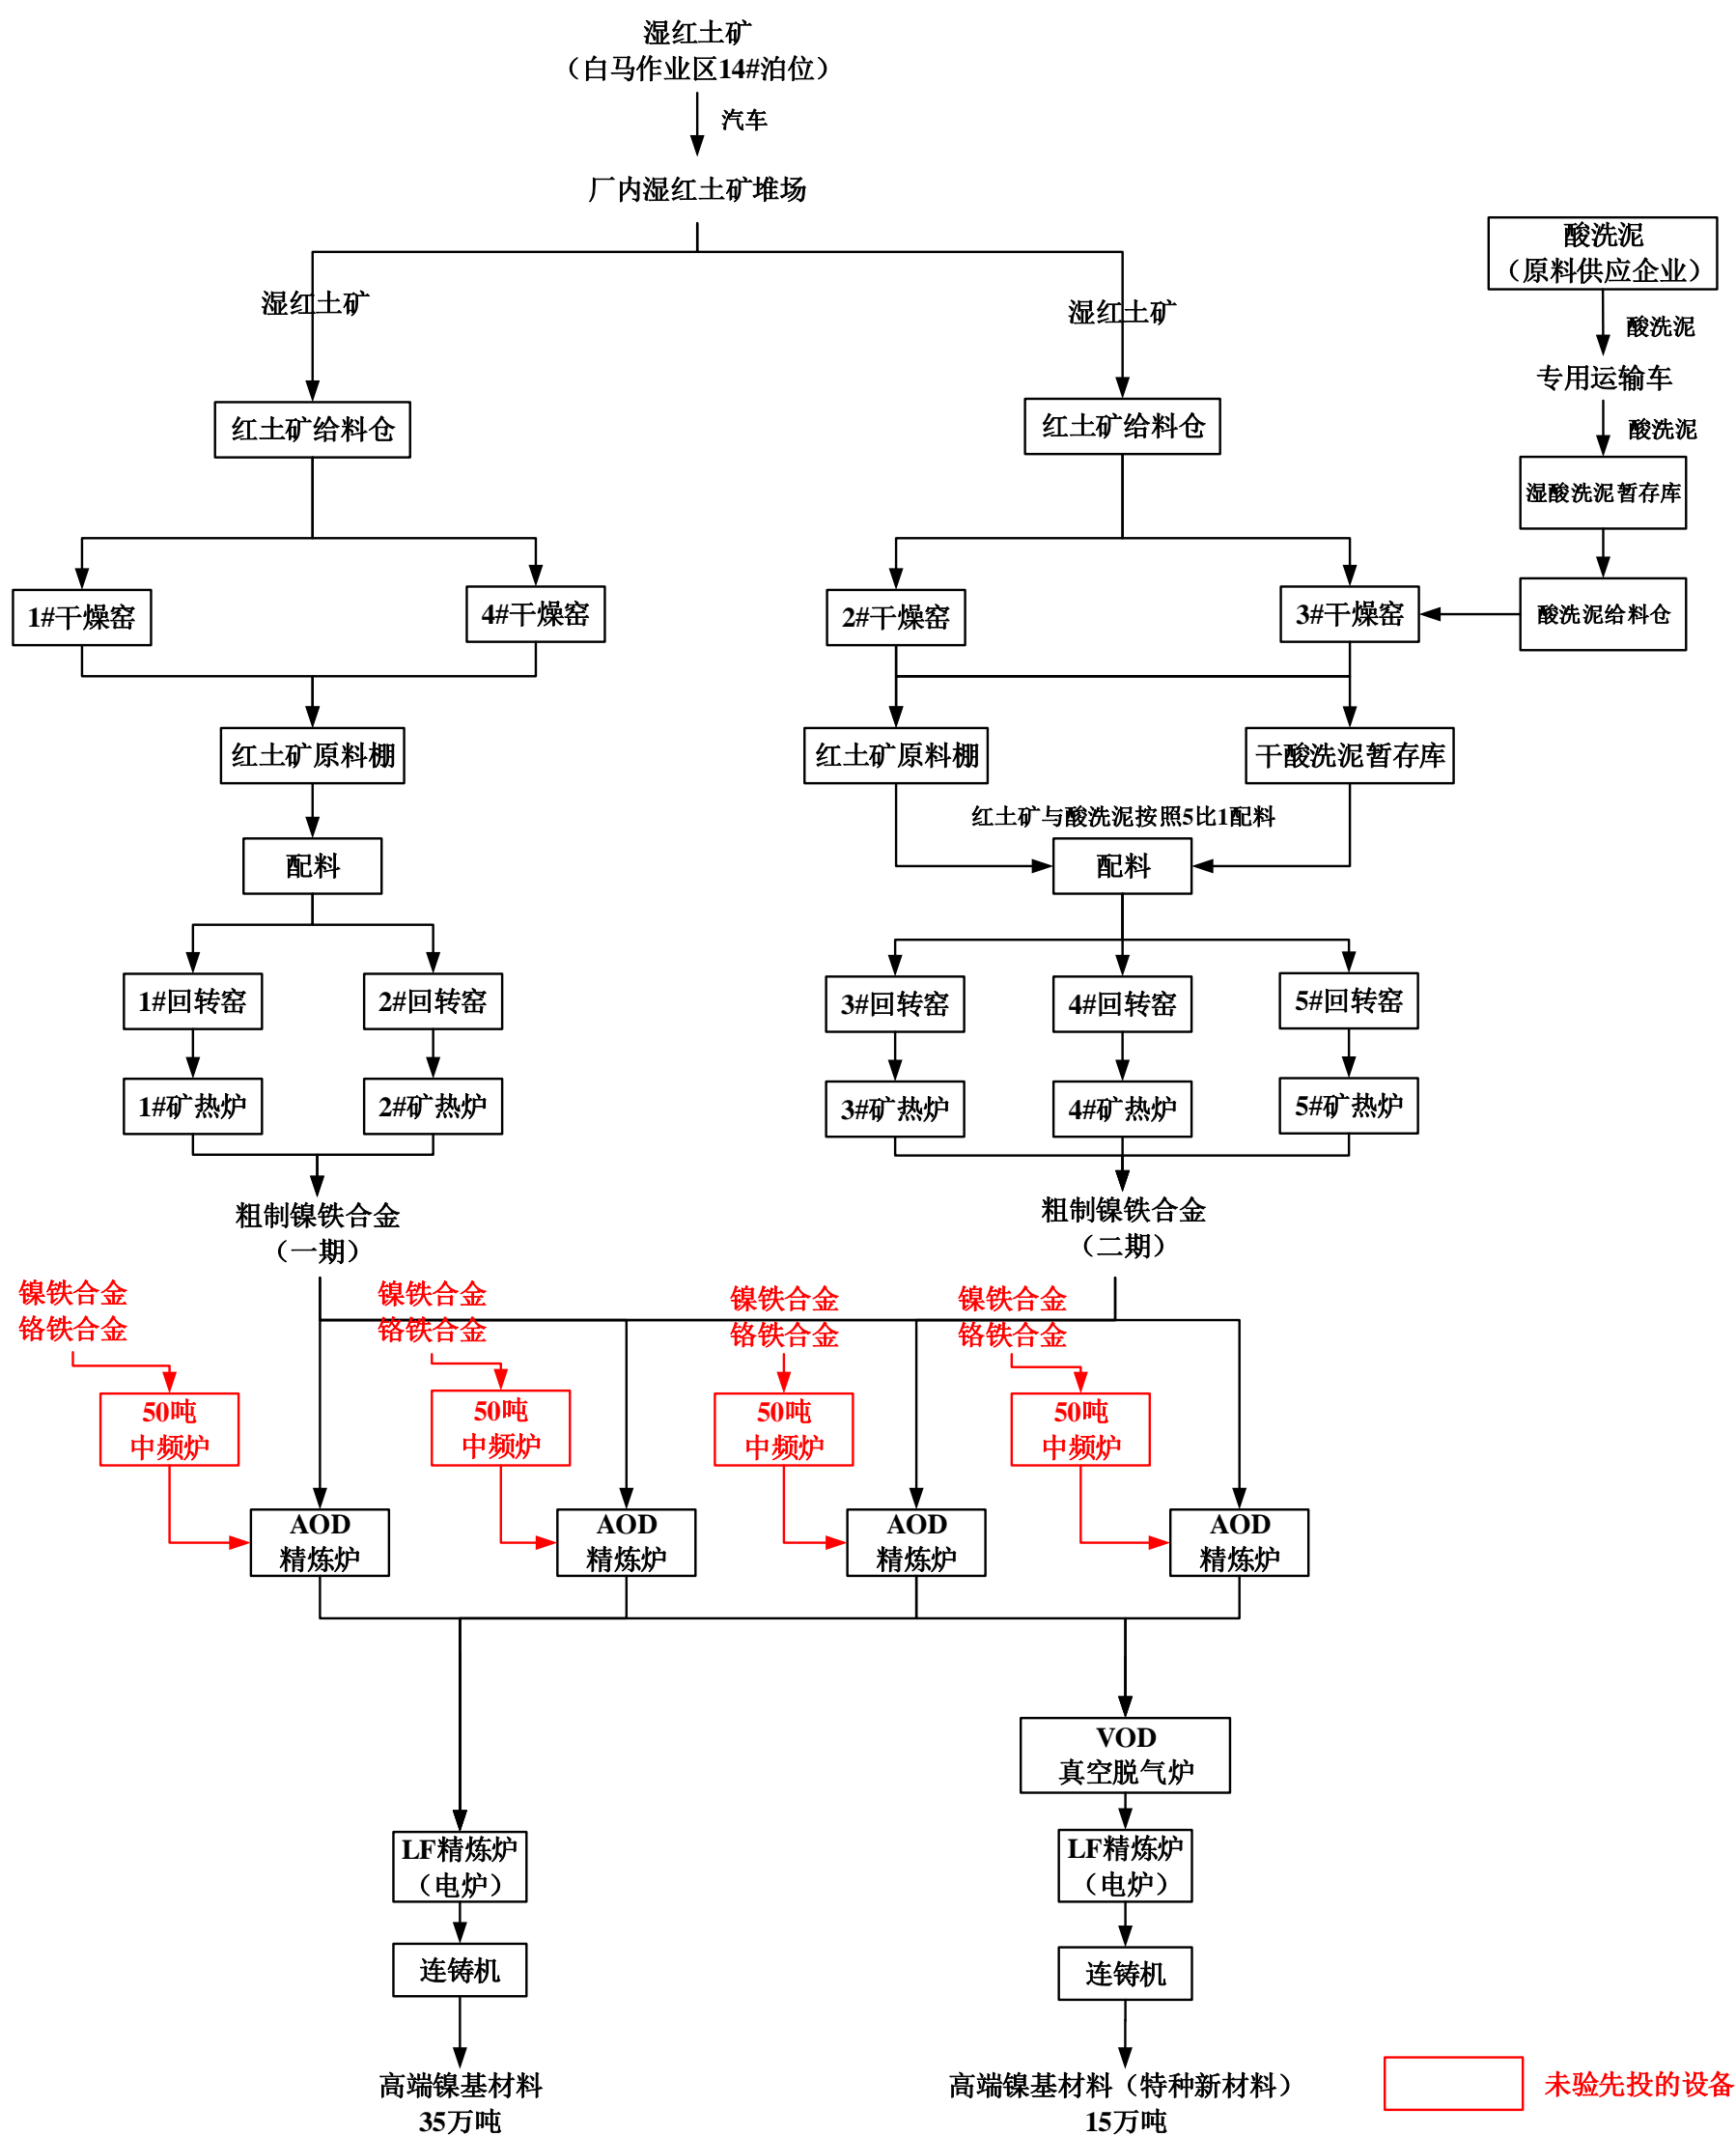 湿红土矿
（白马作业区14#泊位）
汽车
厂内湿红土矿堆场
酸洗泥
（原料供应企业）
湿红土矿
湿红土矿
酸洗泥
专用运输车
酸洗泥
红土矿给料仓
红土矿给料仓
湿酸洗泥暂存库
1#干燥窑
4#干燥窑
2#干燥窑
3#干燥窑
酸洗泥给料仓
红土矿原料棚
红土矿原料棚
干酸洗泥暂存库
红土矿与酸洗泥按照5比1配料
配料
配料
1#回转窑
2#回转窑
3#回转窑
4#回转窑
5#回转窑
1#矿热炉
2#矿热炉
3#矿热炉
4#矿热炉
5#矿热炉
粗制镍铁合金
（一期）
粗制镍铁合金
（二期）
镍铁合金
铬铁合金
镍铁合金
铬铁合金
镍铁合金
铬铁合金
镍铁合金
铬铁合金
50吨
中频炉
50吨
中频炉
50吨
中频炉
50吨
中频炉
AOD
精炼炉
AOD
精炼炉
AOD
精炼炉
AOD
精炼炉
VOD
真空脱气炉
LF精炼炉
（电炉）
LF精炼炉
（电炉）
连铸机
连铸机
高端镍基材料
35万吨
高端镍基材料（特种新材料）
15万吨
未验先投的设备